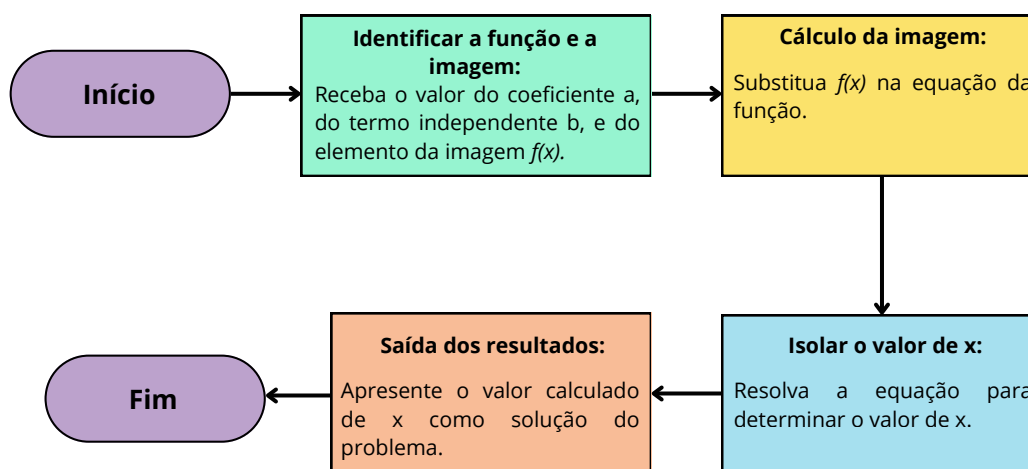 Início
Identificar a função e a
imagem:
Receba o valor do coeficiente a,
do termo independente b, e do
elemento da imagem f(x).
Cálculo da imagem:
Substitua f(x) na equação da
função.
Isolar o valor de x:
Resolva a equação para
determinar o valor de x.
Saída dos resultados:
Apresente o valor calculado
de x como solução do
problema.
Fim